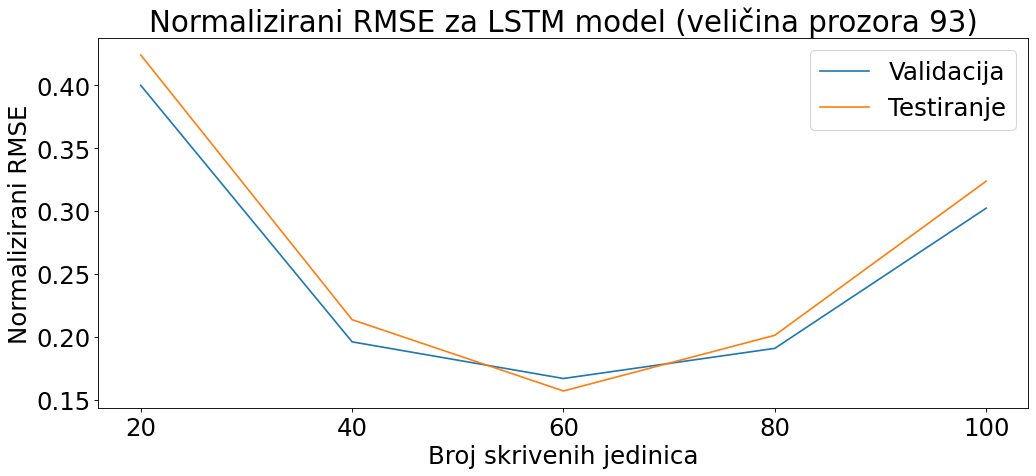 Normalizirani RMSE za LSTM model (veličina prozora 93)
Validacija
Testiranje
Normalizirani RMSE
0.40
0.35
0.30
0.25
0.20
0.15
20 40 60 80 100
Broj skrivenih jedinica